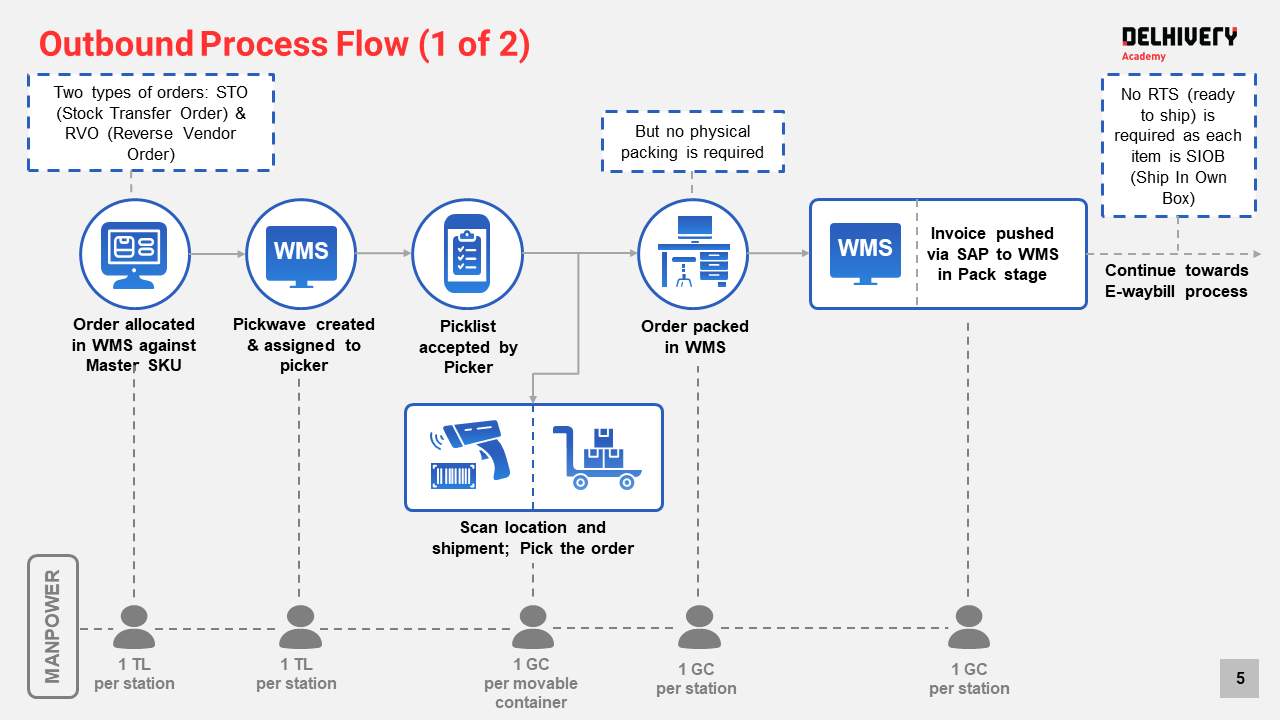 Outbound Process Flow (1 of 2)
DELHIVERY
Academy
Two types of orders: STO
(Stock Transfer Order) &
RVO (Reverse Vendor
Order)
But no physical
packing is required
No RTS (ready
to ship) is
required as each
item is SIOB
(Ship In Own
Box)
WMS
WMS
Invoice pushed
via SAP to WMS
in Pack stage
Continue towards
E-waybill process
Order allocated
in WMS against
Master SKU
Pickwave created
& assigned to
picker
Picklist
accepted by
Picker
Order packed
in WMS
Scan location and
shipment; Pick the order
MANPOWER
1 TL
per station
1 TL
per station
1 GC
per movable
container
1 GC
per station
1 GC
per station
5